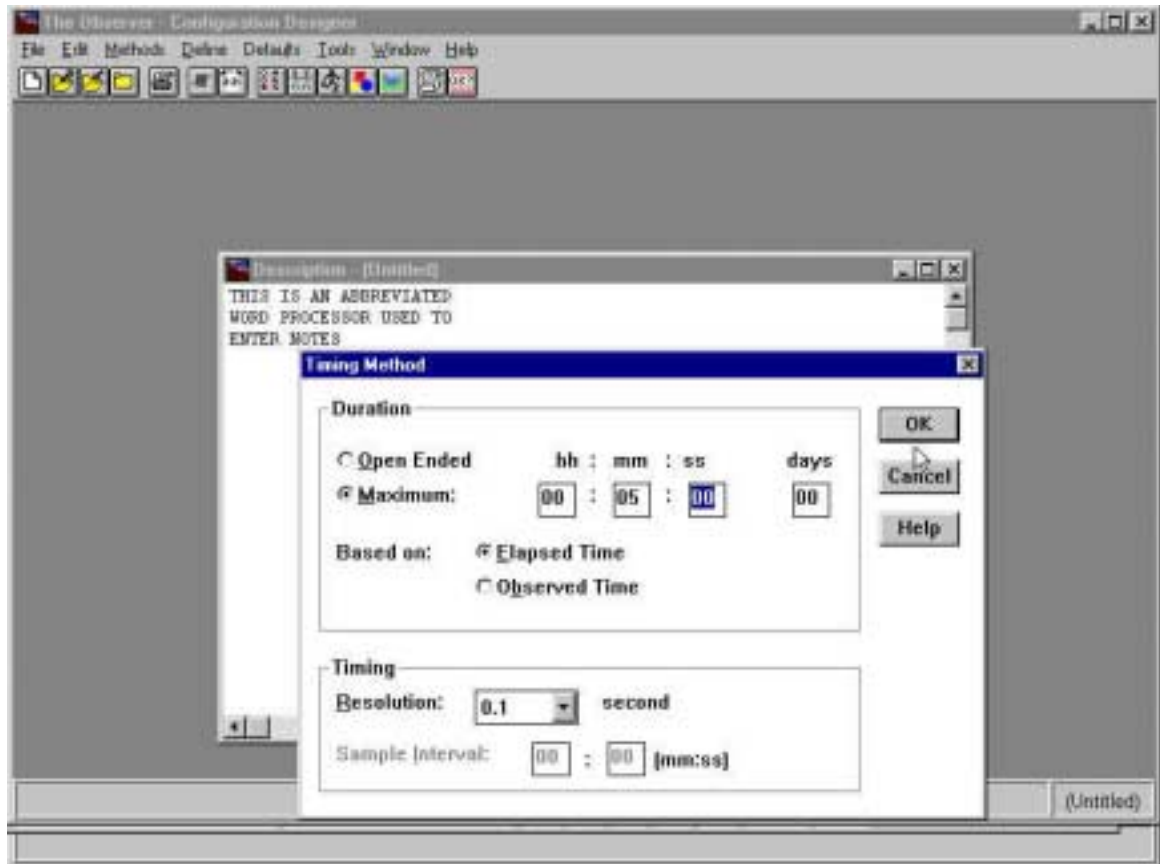 The Observer - Configuration Designer
File Edit Methods Define Defaults Tools Window Help
Description - (Untitled)
THIS IS AN ABBREVIATED
WORD PROCESSOR USED TO
ENTER NOTES
Timing Method
Duration
OK
Open Ended hh : mm : ss days
Cancel
Maximum: 00 : 05 : 00 00
Help
Based on: Elapsed Time
Observed Time
Timing
Resolution: 0.1 second
Sample Interval: 00 : 00 (mm:ss)
(Untitled)